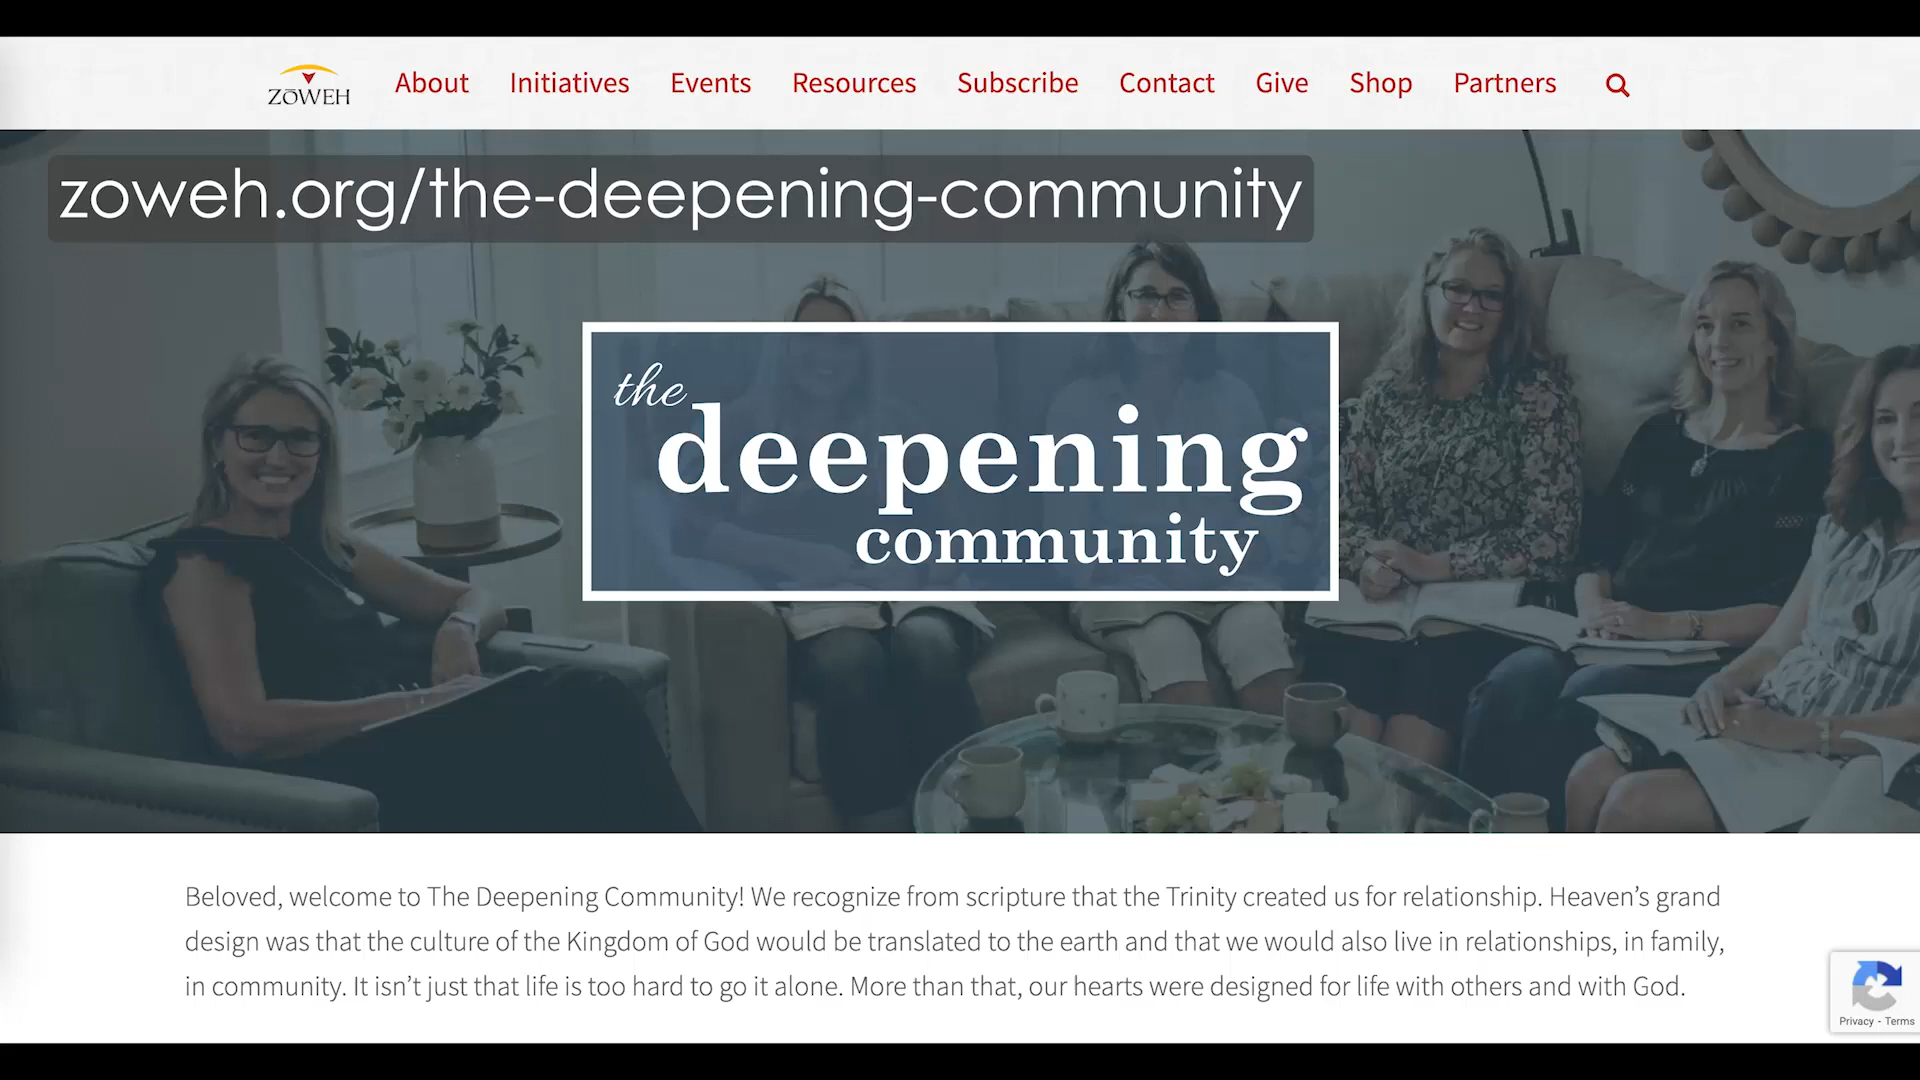 ZOWEH
About
Initiatives
Events
Resources
Subscribe
Contact
Give
Shop
Partners
zoweh.org/the-deepening-community
the
deepening
community
Beloved, welcome to The Deepening Community! We recognize from scripture that the Trinity created us for relationship. Heaven’s grand
design was that the culture of the Kingdom of God would be translated to the earth and that we would also live in relationships, in family,
in community. It isn’t just that life is too hard to go it alone. More than that, our hearts were designed for life with others and with God.
Privacy - Terms